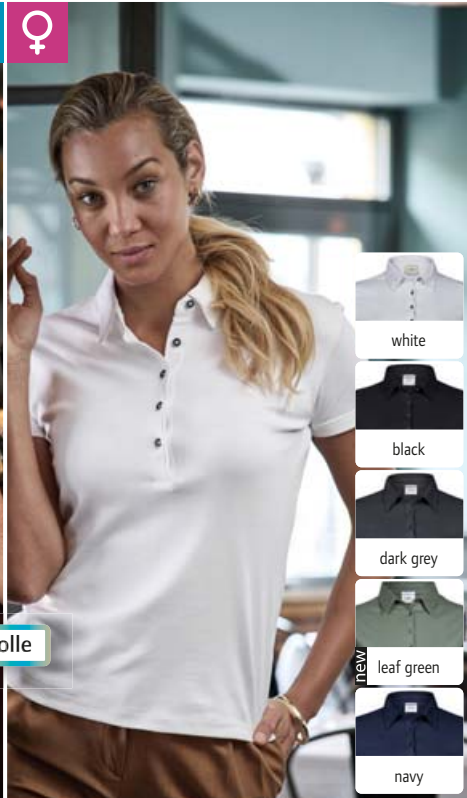 white
black
dark grey
olle
new
leaf green
navy